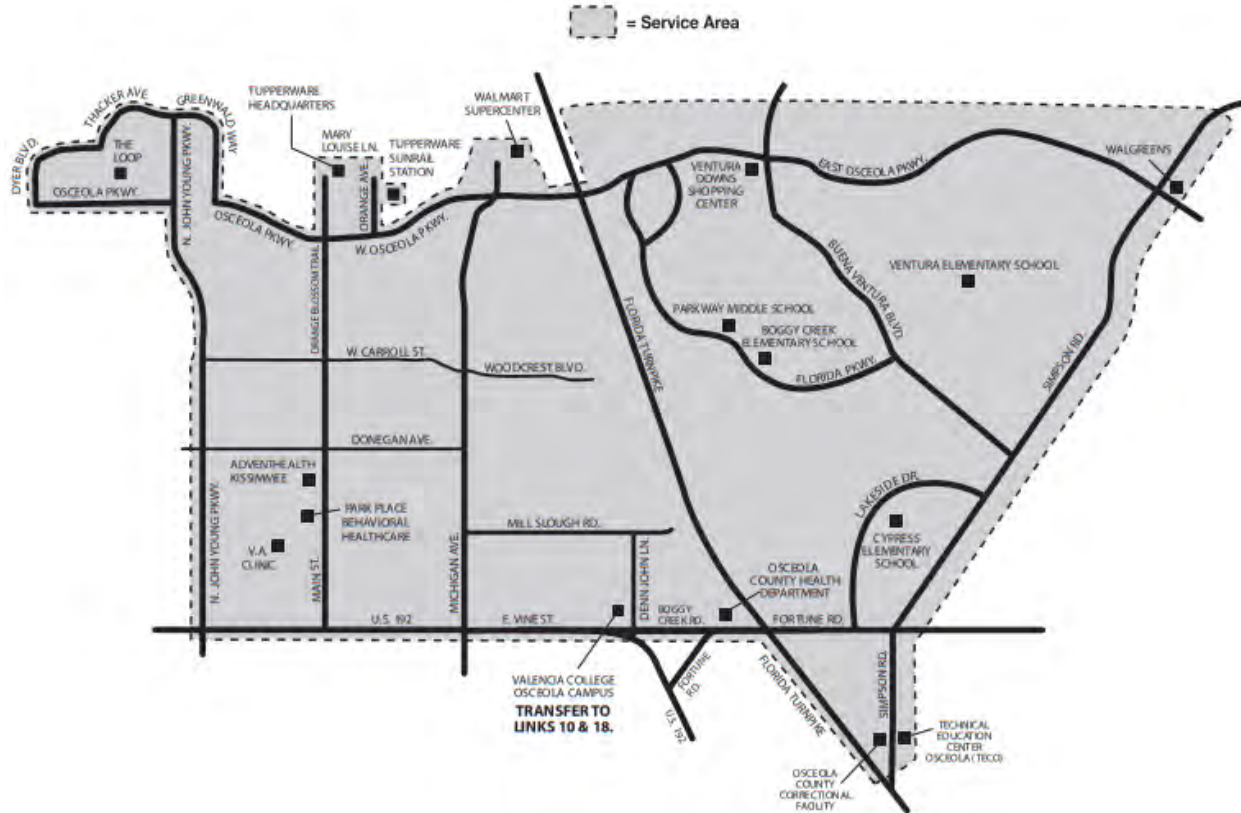 = Service Area
THACKER AVE
GREENWALD WAY
DYER BLVD.
THE
LOOP
OSCEOLA PKWY.
N. JOHN YOUNG PKWY.
TUPPERWARE
HEADQUARTERS
MARY
LOUISE LN.
ORANGE AVE.
TUPPERWARE
SUNRAIL
STATION
WALMART
SUPERCENTER
OSCEOLA PKWY.
W. OSCEOLA PKWY.
ORANGE BLOSSOM TRAIL
VENTURA
DOWNS
SHOPPING
CENTER
EAST OSCEOLA PKWY.
WALGREENS
BUENA VENTURA BLVD.
VENTURA ELEMENTARY SCHOOL
FLORIDA TURNPIKE
PARKWAY MIDDLE SCHOOL
BOGGY CREEK
ELEMENTARY SCHOOL
FLORIDA PKWY.
SIMPSON RD.
W. CARROLL ST.
WOODCREST BLVD.
DONEGAN AVE.
ADVENTHEALTH
KISSIMMEE
PARK PLACE
BEHAVIORAL
HEALTHCARE
V.A.
CLINIC
N. JOHN YOUNG PKWY.
MAIN ST.
MICHIGAN AVE.
MILL SLOUGH RD.
DENN JOHN LN.
LAKESIDE DR.
CYPRESS
ELEMENTARY
SCHOOL
OSCEOLA
COUNTY HEALTH
DEPARTMENT
U.S. 192
E. VINE ST.
BOGGY
CREEK RD.
FORTUNE RD.
VALENCIA COLLEGE
OSCEOLA CAMPUS
TRANSFER TO
LINKS 10 & 18.
FORTUNE
RD.
U.S. 192
FLORIDA TURNPIKE
SIMPSON RD.
TECHNICAL
EDUCATION
CENTER
OSCEOLA (TECO)
OSCEOLA
COUNTY
CORRECTIONAL
FACILITY